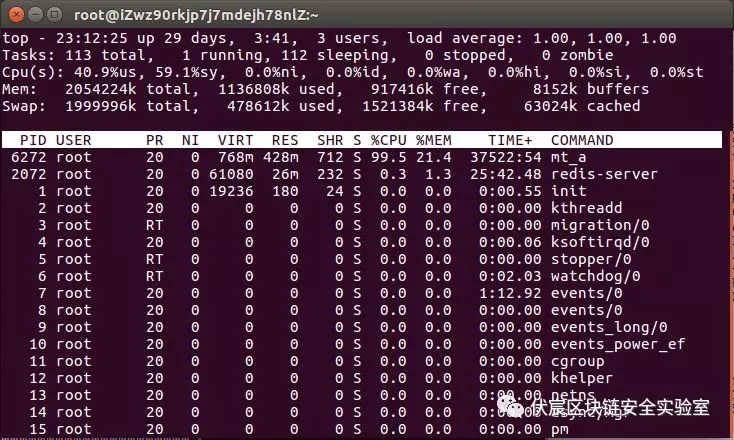 root@iZwz90rkjp7j7mdejh78nlZ:~
top - 23:12:25 up 29 days,  3:41,  3 users,  load average: 1.00, 1.00, 1.00
Tasks: 113 total,   1 running, 112 sleeping,   0 stopped,   0 zombie
Cpu(s): 40.9%us, 59.1%sy,  0.0%ni,  0.0%id,  0.0%wa,  0.0%hi,  0.0%si,  0.0%st
Mem:   2054224k total,  1136808k used,   917416k free,     8152k buffers
Swap:  1999996k total,   478612k used,  1521384k free,    63024k cached
PID USER      PR  NI  VIRT  RES  SHR S %CPU %MEM    TIME+  COMMAND
6272 root      20   0  768m 428m  712 S 99.5 21.4  37522:54 mt_a
2072 root      20   0 61080  26m  232 S  0.3  1.3  25:42.48 redis-server
1 root      20   0 19236  180   24 S  0.0  0.0   0:00.55 init
2 root      20   0     0    0    0 S  0.0  0.0   0:00.00 kthreadd
3 root      RT   0     0    0    0 S  0.0  0.0   0:00.00 migration/0
4 root      20   0     0    0    0 S  0.0  0.0   0:00.06 ksoftirqd/0
5 root      RT   0     0    0    0 S  0.0  0.0   0:00.00 stopper/0
6 root      RT   0     0    0    0 S  0.0  0.0   0:02.03 watchdog/0
7 root      20   0     0    0    0 S  0.0  0.0   1:12.92 events/0
8 root      20   0     0    0    0 S  0.0  0.0   0:00.00 events/0
9 root      20   0     0    0    0 S  0.0  0.0   0:00.00 events_long/0
10 root      20   0     0    0    0 S  0.0  0.0   0:00.00 events_power_ef
11 root      20   0     0    0    0 S  0.0  0.0   0:00.00 cgroup
12 root      20   0     0    0    0 S  0.0  0.0   0:00.00 khelper
13 root      20   0     0    0    0 S  0.0  0.0   0:00.00 netns
14 root      20   0     0    0    0 S  0.0  0.0
15 root      20   0     0    0    0 S  0.0  0.0   0:00.00 pm
伏宸区块链安全实验室